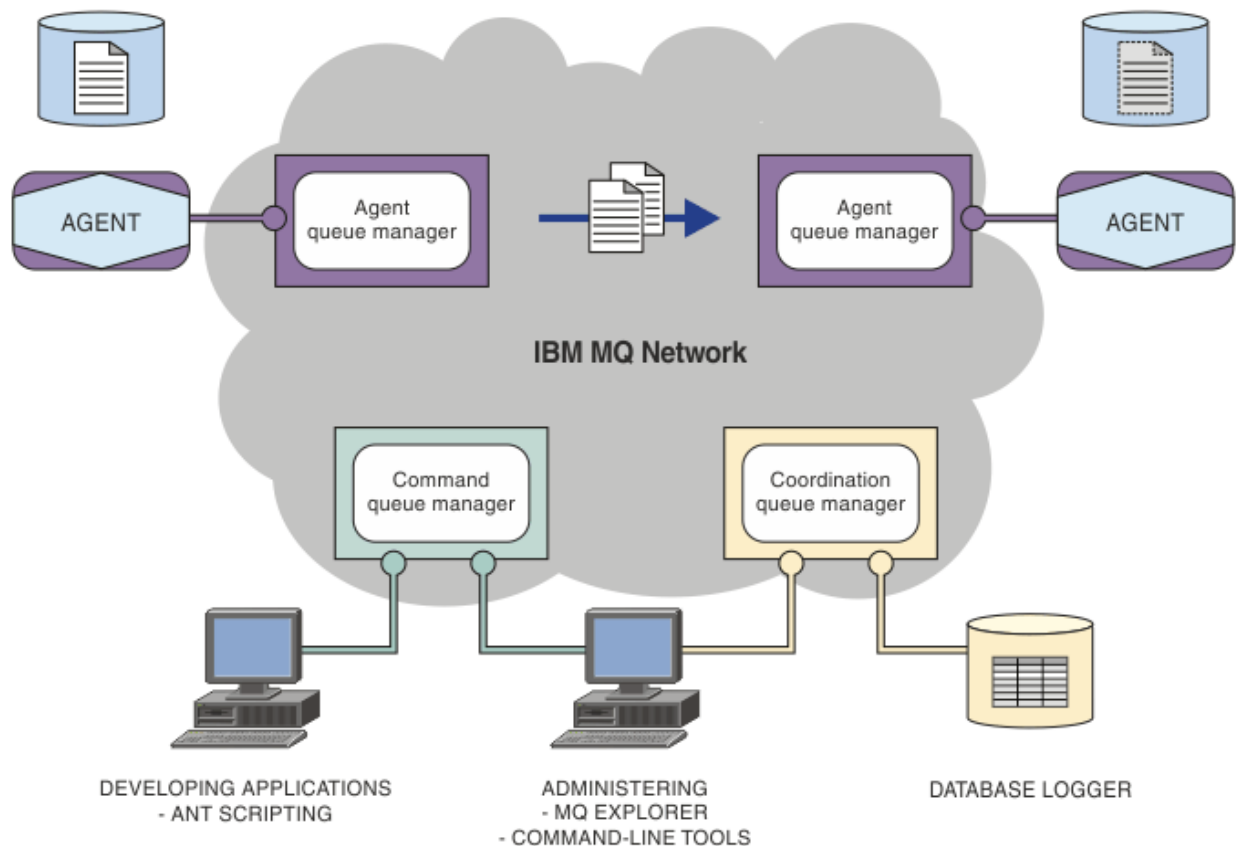 AGENT
Agent
queue manager
Agent
queue manager
AGENT
IBM MQ Network
Command
queue manager
Coordination
queue manager
DEVELOPING APPLICATIONS
- ANT SCRIPTING
ADMINISTERING
- MQ EXPLORER
- COMMAND-LINE TOOLS
DATABASE LOGGER